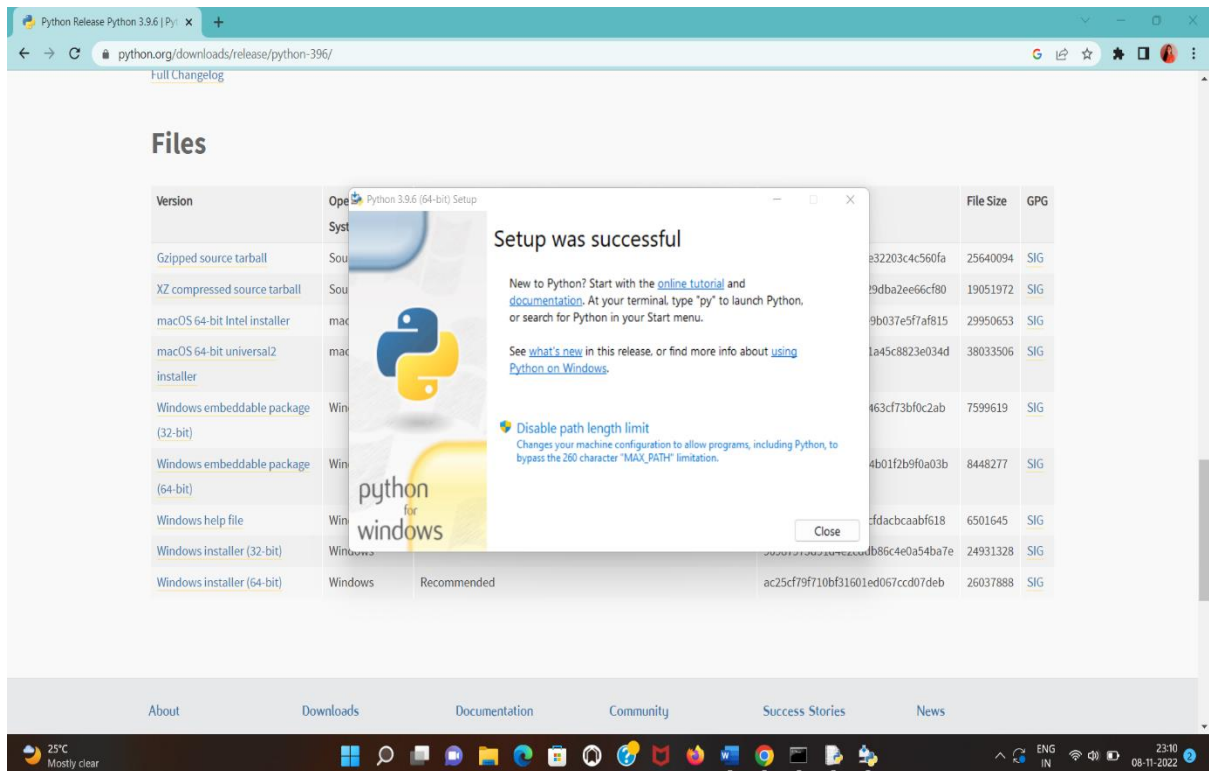 Python Release Python 3.9.6 | Pyt
python.org/downloads/release/python-396/
Full Changelog
Files
Version Ope File Size GPG
Syst
Gzipped source tarball Sou e32203c4c560fa 25640094 SIG
XZ compressed source tarball Sou 29dba2ee66cf80 19051972 SIG
macOS 64-bit Intel installer mac 9b037e5f7af815 29950653 SIG
macOS 64-bit universal2 mac 1a45c8823e034d 38033506 SIG
installer
Windows embeddable package Win 463cf73bf0c2ab 7599619 SIG
(32-bit)
Windows embeddable package Win 4b01f2b9f0a03b 8448277 SIG
(64-bit)
Windows help file Win cfdacbcaabf618 6501645 SIG
Windows installer (32-bit) Windows 24931328 SIG
Windows installer (64-bit) Windows Recommended ac25cf79f710bf31601ed067ccd07deb 26037888 SIG
Python 3.9.6 (64-bit) Setup
Setup was successful
New to Python? Start with the online tutorial and
documentation. At your terminal, type "py" to launch Python,
or search for Python in your Start menu.
See what's new in this release, or find more info about using
Python on Windows.
Disable path length limit
Changes your machine configuration to allow programs, including Python, to
bypass the 260 character "MAX_PATH" limitation.
python
for
windows
Close
About Downloads Documentation Community Success Stories News
25°C
Mostly clear
ENG
IN
23:10
08-11-2022
2